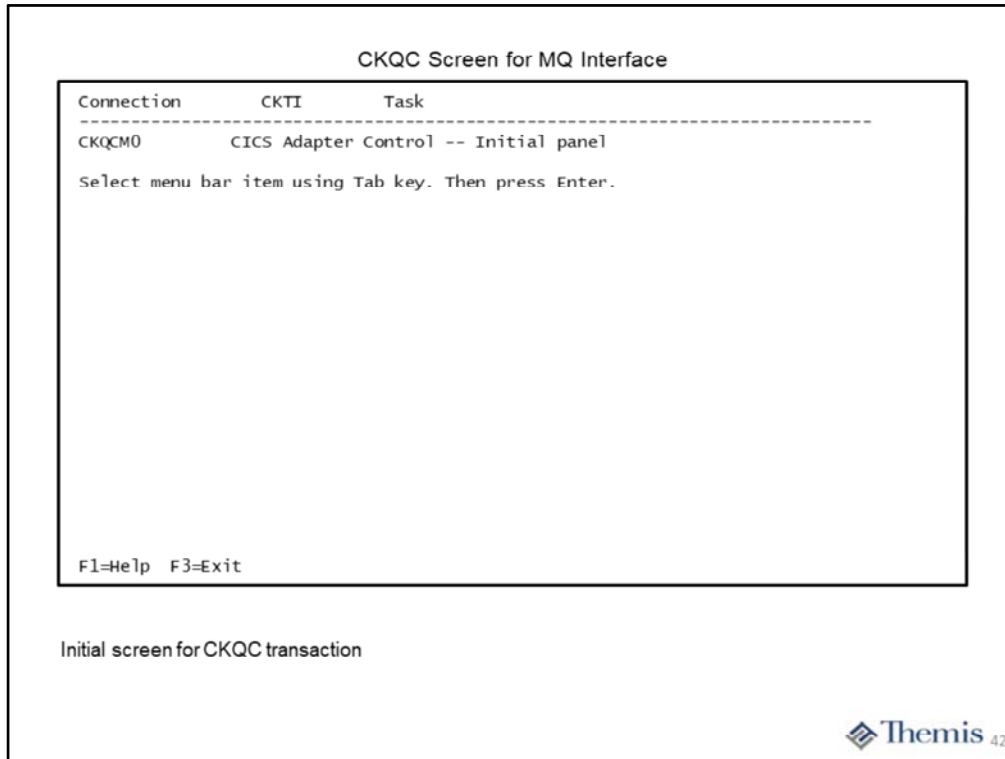 CKQC Screen for MQ Interface
Connection CKTI Task
--------------------------------------------------------------------------------
CKQCM0 CICS Adapter Control -- Initial panel
Select menu bar item using Tab key. Then press Enter.
F1=Help F3=Exit
Initial screen for CKQC transaction
Themis 42